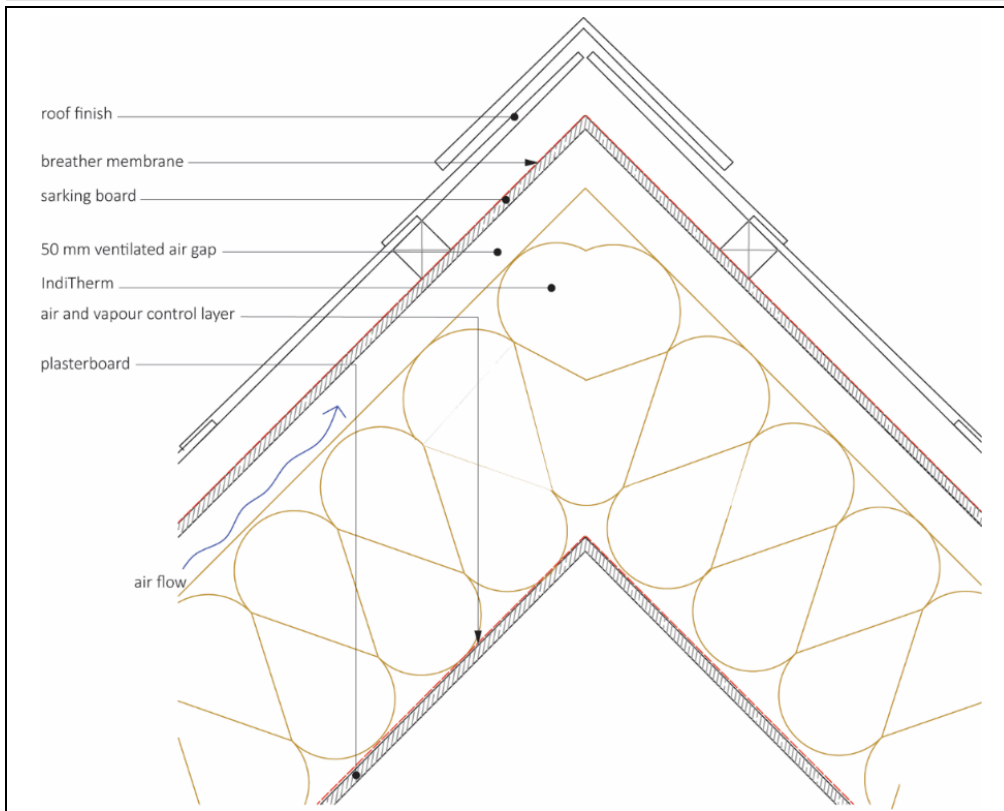 roof finish
breather membrane
sarking board
50 mm ventilated air gap
IndiTherm
air and vapour control layer
plasterboard
air flow